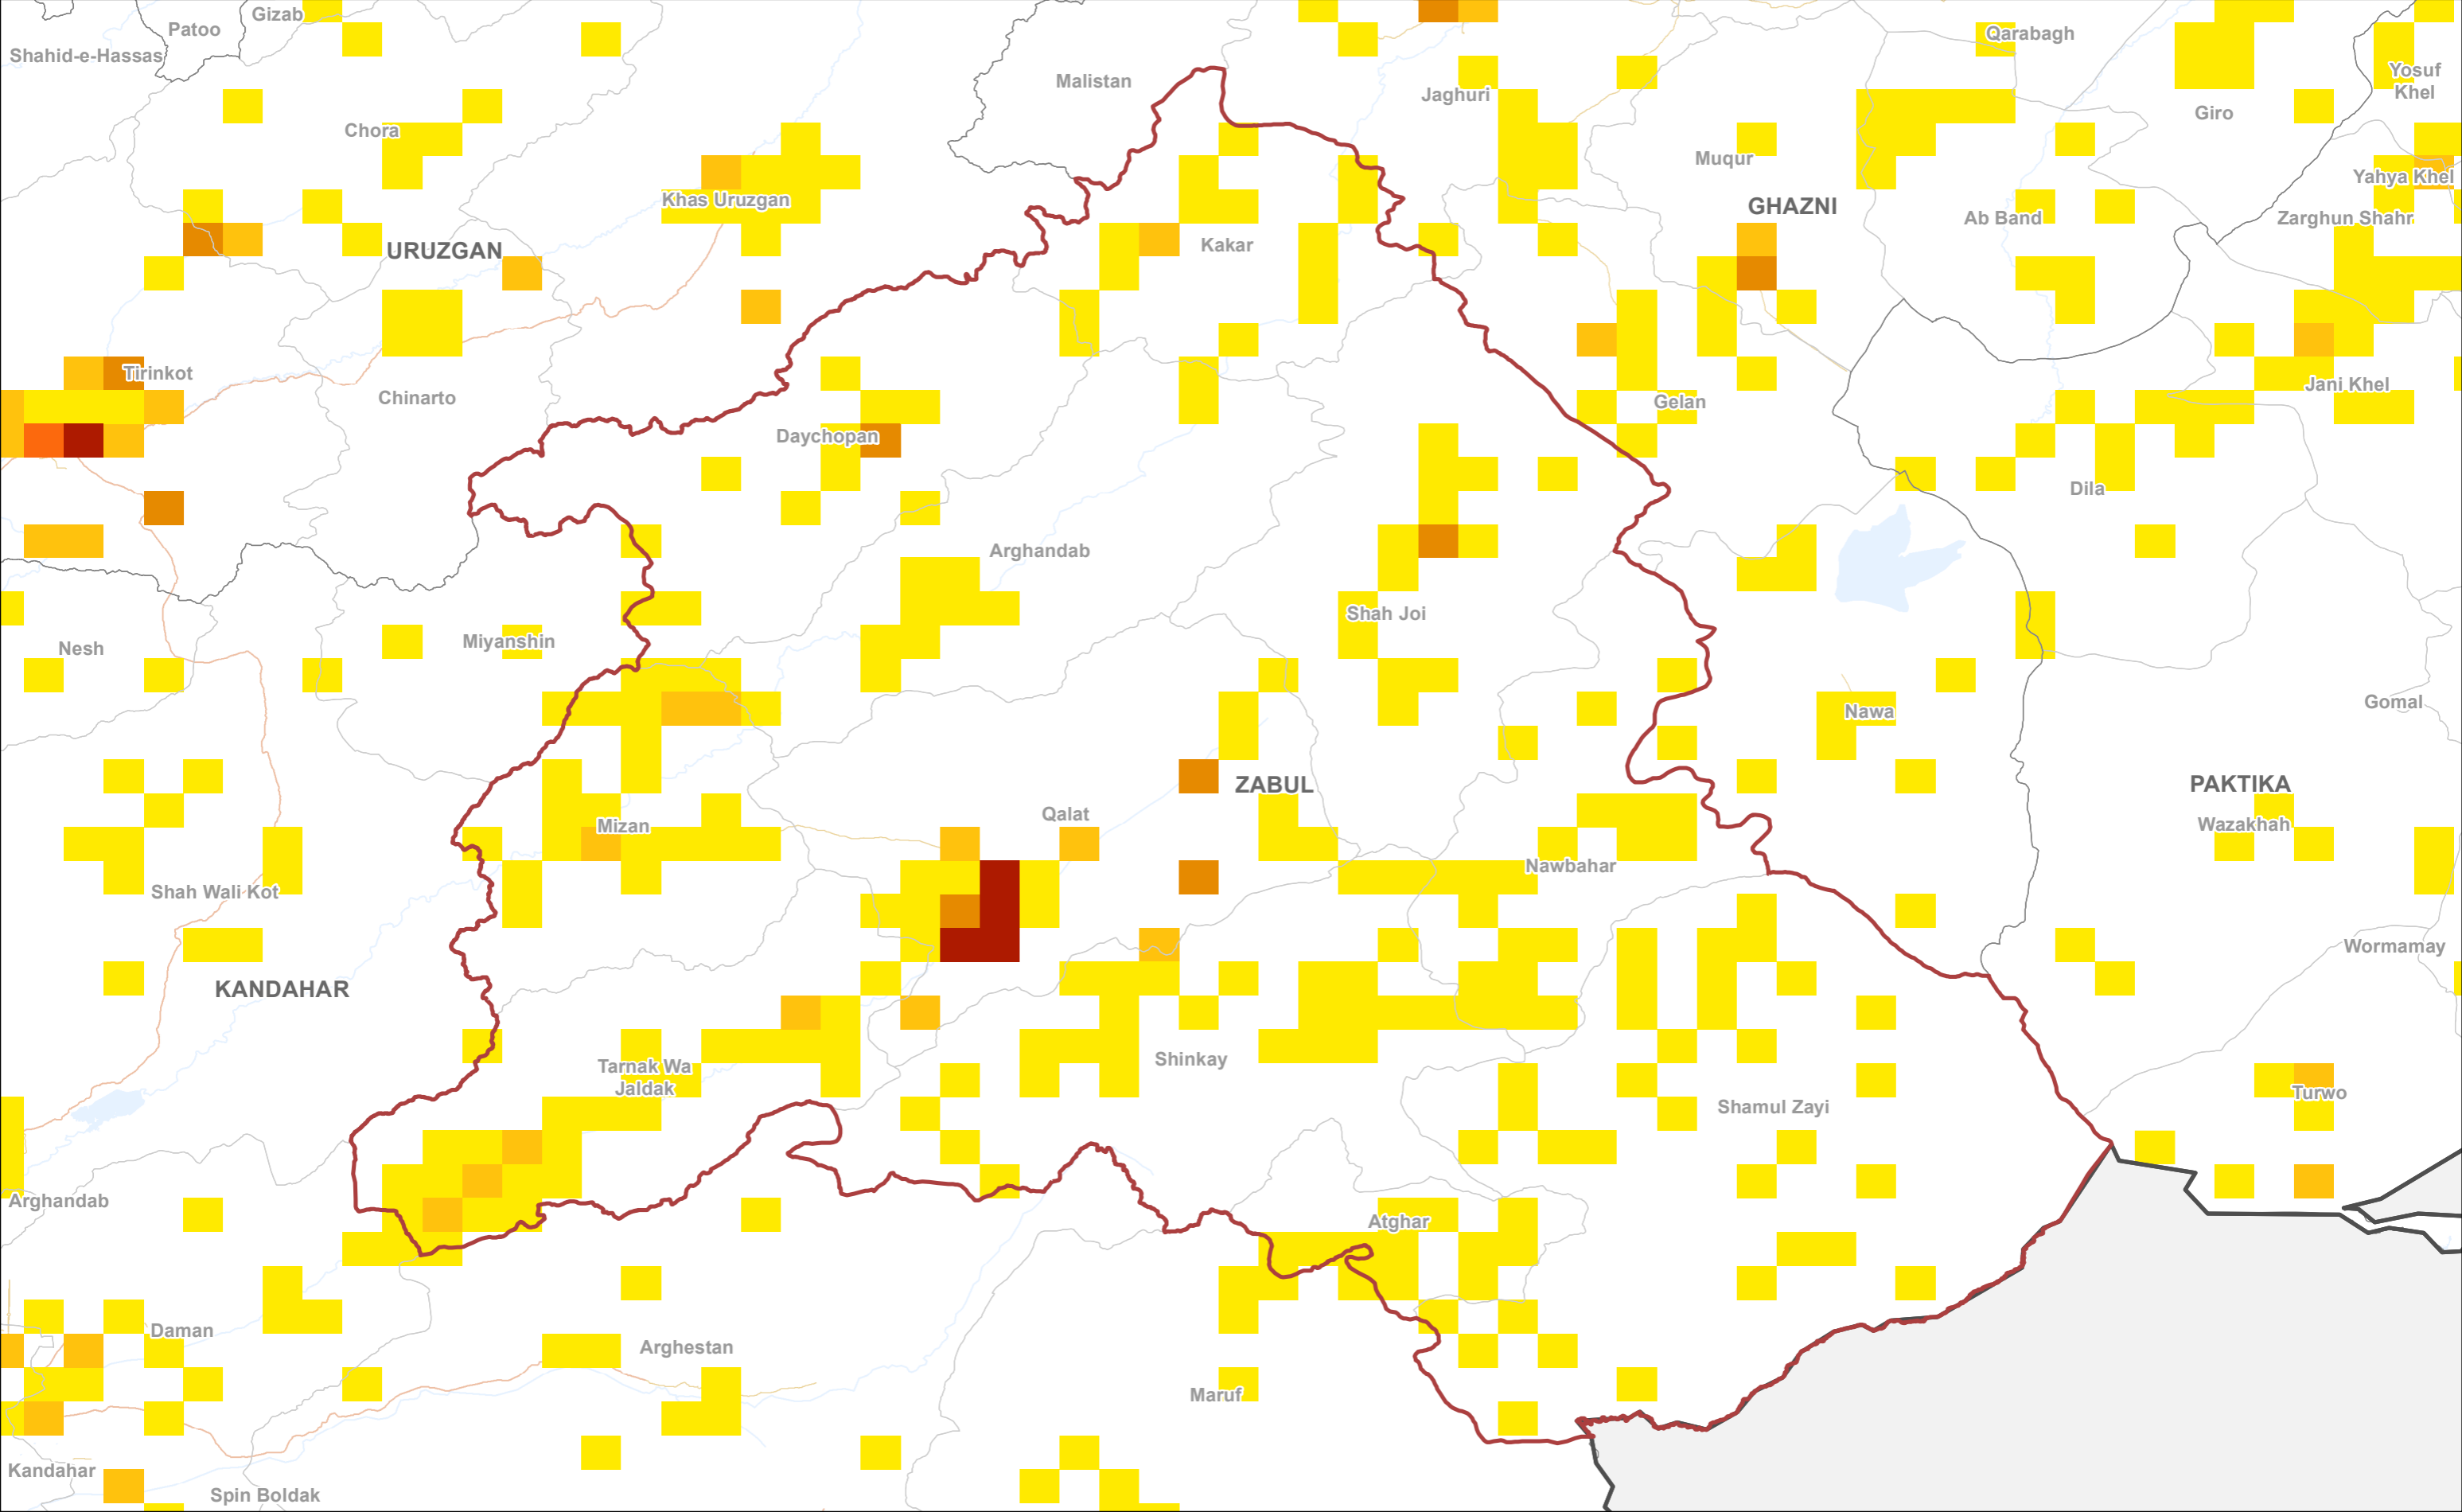 Gizab
Patoo
Shahid-e-Hassas
Qarabagh
Yosuf
Khel
Malistan
Jaghuri
Giro
Chora
Muqur
Yahya Khel
Khas Uruzgan
GHAZNI
Ab Band
Zarghun Shahr
URUZGAN
Kakar
Tirinkot
Chinarto
Jani Khel
Gelan
Daychopan
Dila
Arghandab
Shah Joi
Miyanshin
Nesh
Gomal
Nawa
ZABUL
PAKTIKA
Qalat
Mizan
Wazakhah
Nawbahar
Shah Wali Kot
Wormamay
KANDAHAR
Shinkay
Tarnak Wa
Jaldak
Turwo
Shamul Zayi
Arghandab
Atghar
Daman
Arghestan
Maruf
Kandahar
Spin Boldak